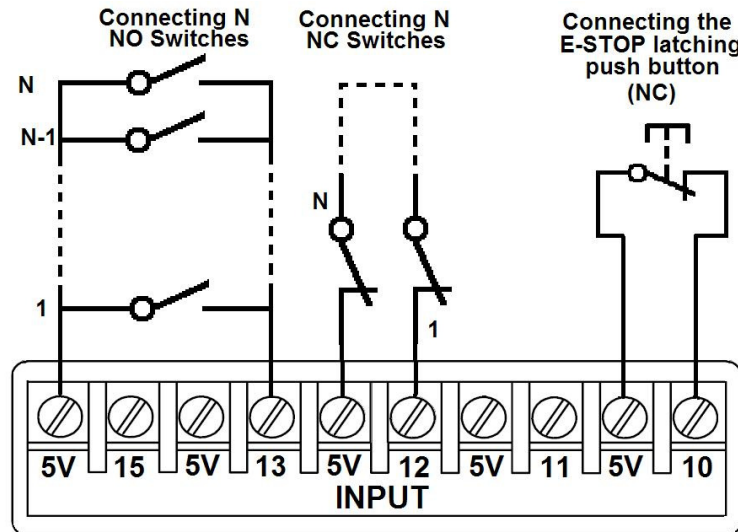 Connecting N
NO Switches
Connecting N
NC Switches
Connecting the
E-STOP latching
push button
(NC)
N
N-1
1
N
1
5V 15 5V 13 5V 12 5V 11 5V 10
INPUT